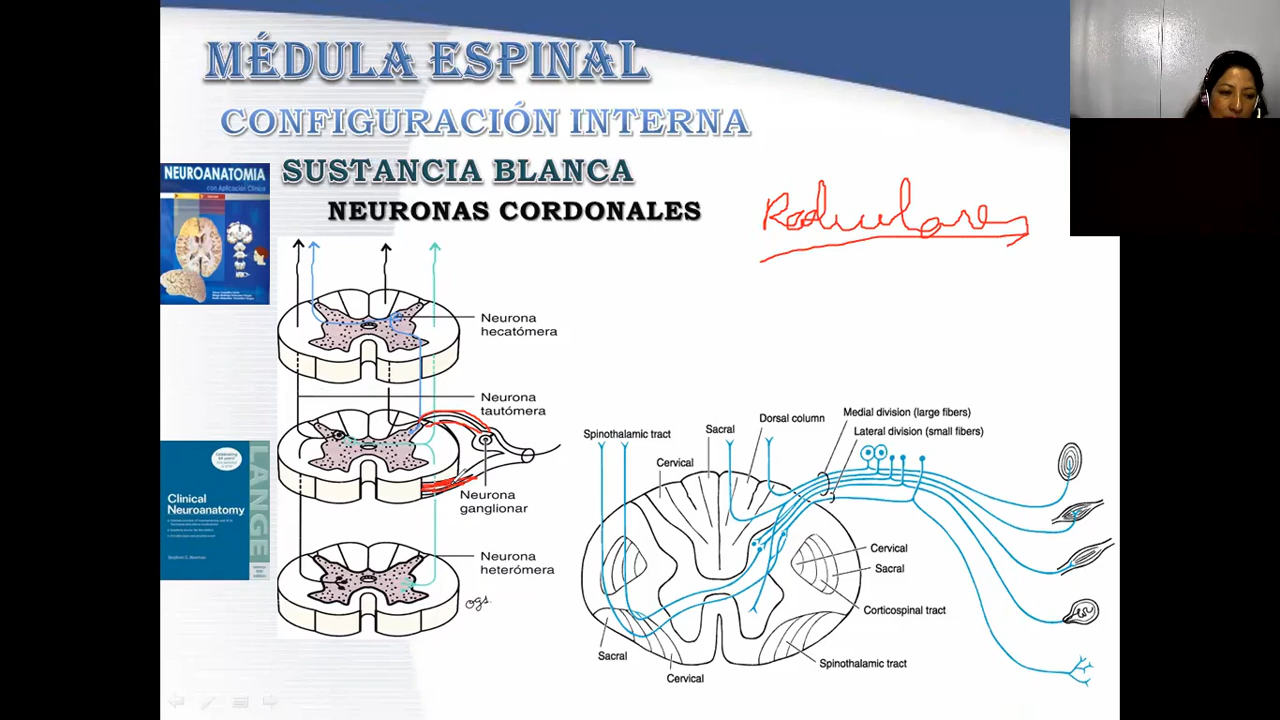 MÉDULA ESPINAL
CONFIGURACIÓN INTERNA
SUSTANCIA BLANCA
NEURONAS CORDONALES
Radiculares
NEUROANATOMIA
con Aplicación Clínica
Neurona
hecatómera
Neurona
tautómera
Neurona
ganglionar
Neurona
heterómera
ogs.
LANGE
Clinical
Neuroanatomy
Spinothalamic tract
Sacral
Dorsal column
Medial division (large fibers)
Lateral division (small fibers)
Cervical
Cervical
Sacral
Corticospinal tract
Spinothalamic tract
Sacral
Cervical